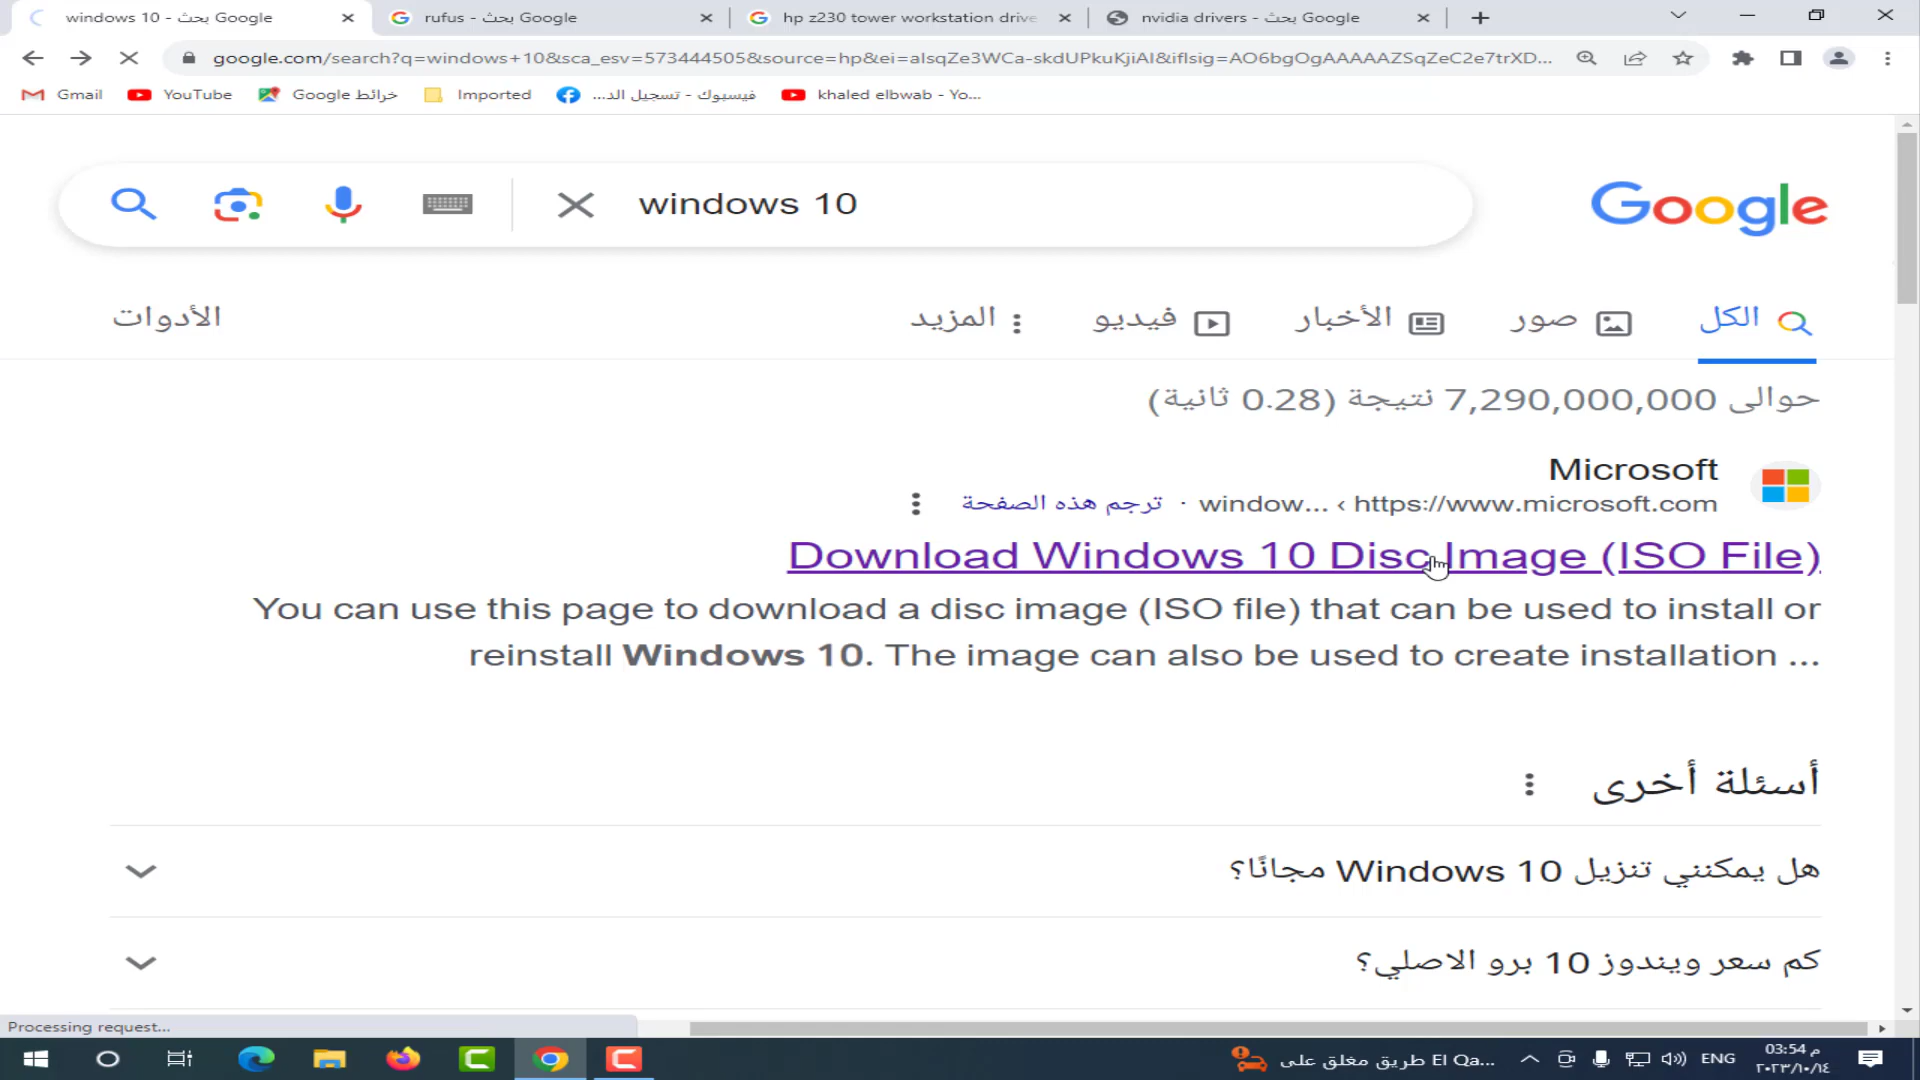 windows 10 - بحث Google
rufus - بحث Google
hp z230 tower workstation drive
nvidia drivers - بحث Google
google.com/search?q=windows+10&sca_esv=573444505&source=hp&ei=aIsqZe3WCa-skdUPkuKjiAI&iflsig=AO6bgOgAAAAAZSqZeC2e7trXD...
Gmail
YouTube
خرائط Google
Imported
فيسبوك - تسجيل الد...
khaled elbwab - Yo...
windows 10
Google
الكل
صور
الأخبار
فيديو
المزيد
الأدوات
حوالى 7,290,000,000 نتيجة (0.28 ثانية)
Microsoft
https://www.microsoft.com › window... · ترجم هذه الصفحة
Download Windows 10 Disc Image (ISO File)
You can use this page to download a disc image (ISO file) that can be used to install or
reinstall Windows 10. The image can also be used to create installation ...
أسئلة أخرى
هل يمكنني تنزيل Windows 10 مجانًا؟
كم سعر ويندوز 10 برو الاصلي؟
Processing request...
طريق مغلق على El Qa...
ENG
03:54 م
٢٠٢٣/١٠/١٤